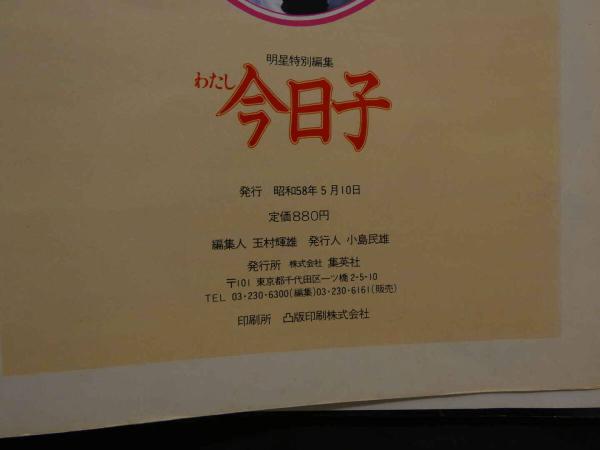 明星特別編集
わたし今日子
発行 昭和58年5月10日
定価880円
編集人 玉村輝雄 発行人 小島民雄
発行所 株式会社 集英社
〒101 東京都千代田区一ツ橋2-5-10
TEL 03-230-6300(編集)03-230-6161(販売)
印刷所 凸版印刷株式会社